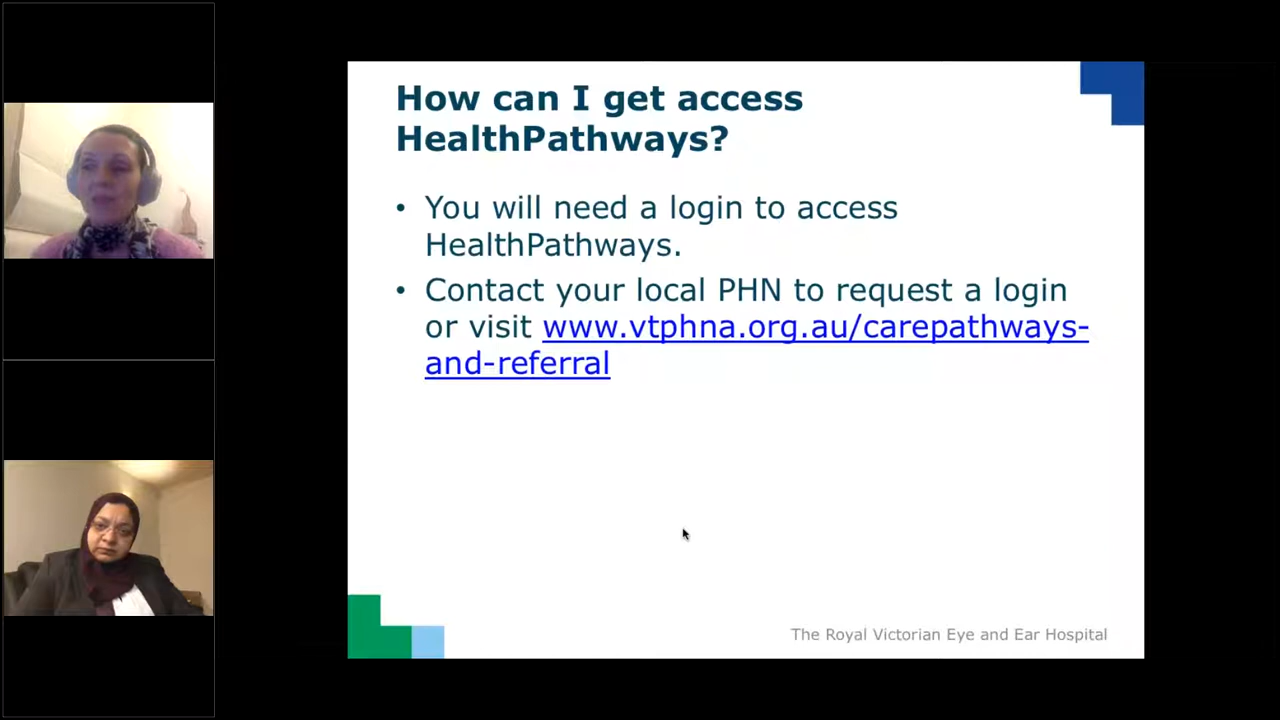 How can I get access
HealthPathways?
• You will need a login to access
HealthPathways.
• Contact your local PHN to request a login
or visit www.vtphna.org.au/carepathways-
and-referral
The Royal Victorian Eye and Ear Hospital